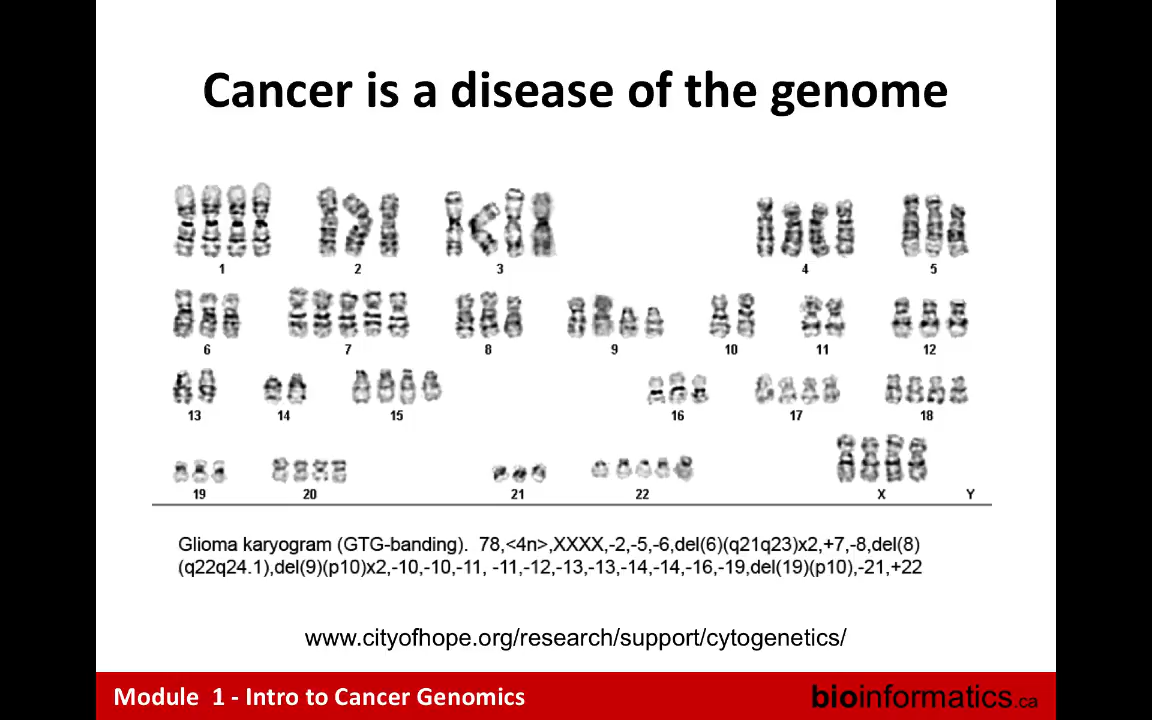 Cancer is a disease of the genome
1 2 3 4 5
6 7 8 9 10 11 12
13 14 15 16 17 18
19 20 21 22 X Y
Glioma karyogram (GTG-banding).  78,<4n>,XXXX,-2,-5,-6,del(6)(q21q23)x2,+7,-8,del(8)
(q22q24.1),del(9)(p10)x2,-10,-10,-11, -11,-12,-13,-13,-14,-14,-16,-19,del(19)(p10),-21,+22
www.cityofhope.org/research/support/cytogenetics/
Module  1 - Intro to Cancer Genomics
bioinformatics.ca